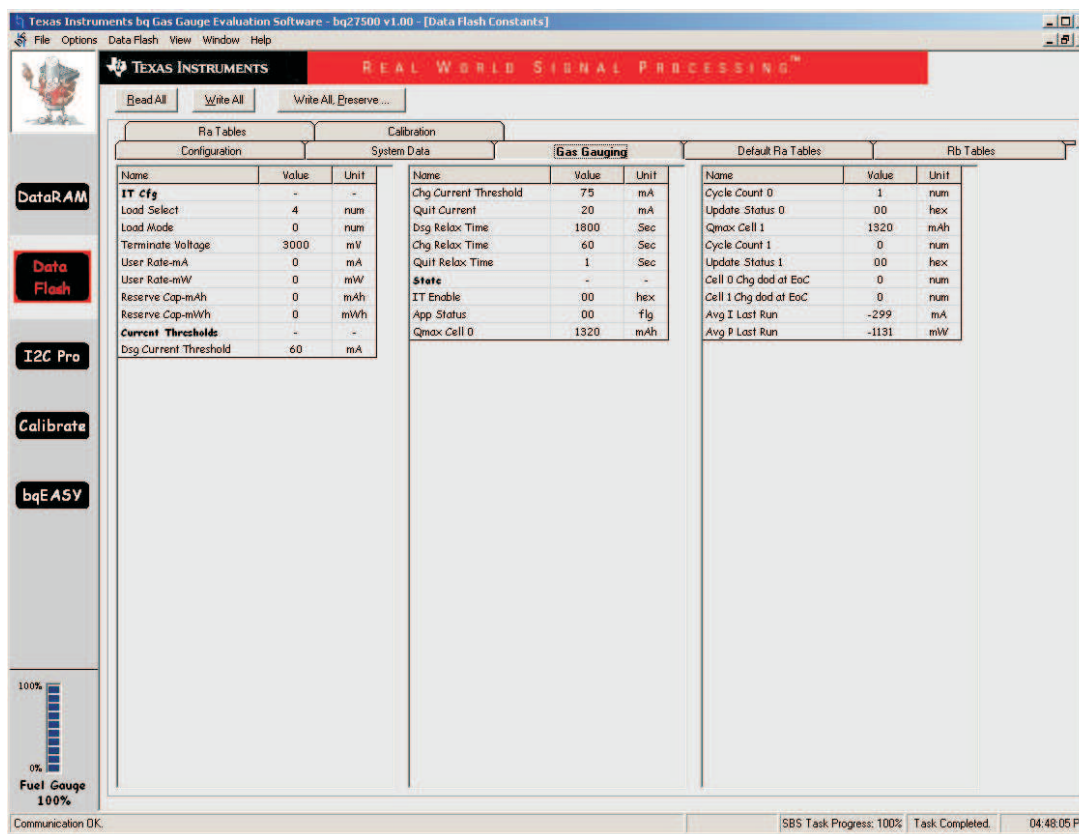 Texas Instruments bq Gas Gauge Evaluation Software - bq27500 v1.00 - [Data Flash Constants]
File Options Data Flash View Window Help
TEXAS INSTRUMENTS REAL WORLD SIGNAL PROCESSING™
Read All Write All Write All, Preserve ...
Ra Tables Calibration
Configuration System Data Gas Gauging Default Ra Tables Rb Tables
DataRAM
Data
Flash
I2C Pro
Calibrate
bqEASY
100%
0%
Fuel Gauge
100%
Name Value Unit
IT Cfg - -
Load Select 4 num
Load Mode 0 num
Terminate Voltage 3000 mV
User Rate-mA 0 mA
User Rate-mW 0 mW
Reserve Cap-mAh 0 mAh
Reserve Cap-mWh 0 mWh
Current Thresholds - -
Dsg Current Threshold 60 mA
Name Value Unit
Chg Current Threshold 75 mA
Quit Current 20 mA
Dsg Relax Time 1800 Sec
Chg Relax Time 60 Sec
Quit Relax Time 1 Sec
State - -
IT Enable 00 hex
App Status 00 flg
Qmax Cell 0 1320 mAh
Name Value Unit
Cycle Count 0 1 num
Update Status 0 00 hex
Qmax Cell 1 1320 mAh
Cycle Count 1 0 num
Update Status 1 00 hex
Cell 0 Chg dod at EoC 0 num
Cell 1 Chg dod at EoC 0 num
Avg I Last Run -299 mA
Avg P Last Run -1131 mW
Communication OK. SBS Task Progress: 100% Task Completed. 04:48:05 P